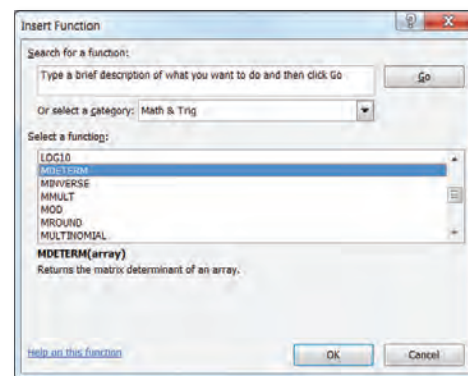 Insert Function
Search for a function:
Type a brief description of what you want to do and then click Go
Go
Or select a category: Math & Trig
Select a function:
LOG10
MDETERM
MINVERSE
MMULT
MOD
MROUND
MULTINOMIAL
MDETERM(array)
Returns the matrix determinant of an array.
Help on this function
OK
Cancel